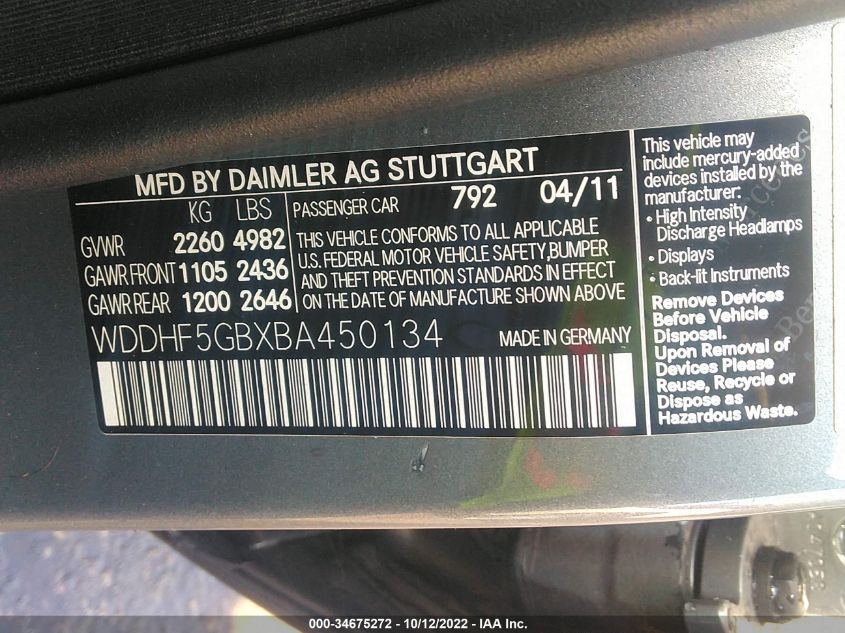 MFD BY DAIMLER AG STUTTGART
KG LBS
GVWR 2260 4982
GAWR FRONT 1105 2436
GAWR REAR 1200 2646
PASSENGER CAR 792 04/11
THIS VEHICLE CONFORMS TO ALL APPLICABLE
U.S. FEDERAL MOTOR VEHICLE SAFETY,BUMPER
AND THEFT PREVENTION STANDARDS IN EFFECT
ON THE DATE OF MANUFACTURE SHOWN ABOVE
WDDHF5GBXBA450134 MADE IN GERMANY
This vehicle may
include mercury-added
devices installed by the
manufacturer:
• High Intensity
Discharge Headlamps
• Displays
• Back-lit Instruments
Remove Devices
Before Vehicle
Disposal.
Upon Removal of
Devices Please
Reuse, Recycle or
Dispose as
Hazardous Waste.
000-34675272 - 10/12/2022 - IAA Inc.